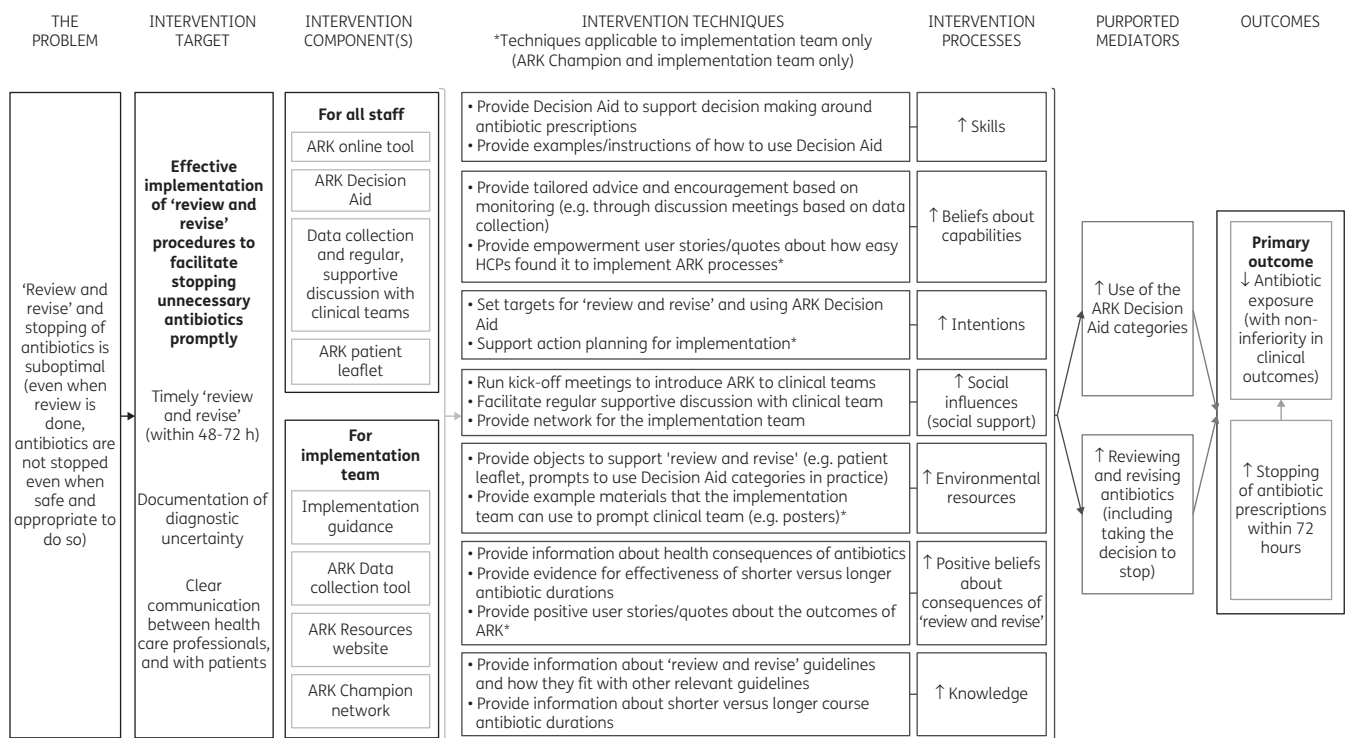 THE
PROBLEM
INTERVENTION
TARGET
INTERVENTION
COMPONENT(S)
INTERVENTION TECHNIQUES
*Techniques applicable to implementation team only
(ARK Champion and implementation team only)
INTERVENTION
PROCESSES
PURPORTED
MEDIATORS
OUTCOMES
‘Review and
revise’ and
stopping of
antibiotics is
suboptimal
(even when
review is
done,
antibiotics are
not stopped
even when
safe and
appropriate to
do so)
Effective
implementation
of ‘review and
revise’
procedures to
facilitate
stopping
unnecessary
antibiotics
promptly
Timely ‘review
and revise’
(within 48-72 h)
Documentation of
diagnostic
uncertainty
Clear
communication
between health
care professionals,
and with patients
For all staff
ARK online tool
ARK Decision
Aid
Data collection
and regular,
supportive
discussion with
clinical teams
ARK patient
leaflet
For
implementation
team
Implementation
guidance
ARK Data
collection tool
ARK Resources
website
ARK Champion
network
• Provide Decision Aid to support decision making around
antibiotic prescriptions
• Provide examples/instructions of how to use Decision Aid
↑ Skills
• Provide tailored advice and encouragement based on
monitoring (e.g. through discussion meetings based on data
collection)
• Provide empowerment user stories/quotes about how easy
HCPs found it to implement ARK processes*
↑ Beliefs about
capabilities
• Set targets for ‘review and revise’ and using ARK Decision
Aid
• Support action planning for implementation*
↑ Intentions
• Run kick-off meetings to introduce ARK to clinical teams
• Facilitate regular supportive discussion with clinical team
• Provide network for the implementation team
↑ Social
influences
(social support)
• Provide objects to support 'review and revise' (e.g. patient
leaflet, prompts to use Decision Aid categories in practice)
• Provide example materials that the implementation
team can use to prompt clinical team (e.g. posters)*
↑ Environmental
resources
• Provide information about health consequences of antibiotics
• Provide evidence for effectiveness of shorter versus longer
antibiotic durations
• Provide positive user stories/quotes about the outcomes of
ARK*
↑ Positive beliefs
about
consequences of
‘review and revise’
• Provide information about ‘review and revise’ guidelines
and how they fit with other relevant guidelines
• Provide information about shorter versus longer course
antibiotic durations
↑ Knowledge
↑ Use of the
ARK Decision
Aid categories
↑ Reviewing
and revising
antibiotics
(including
taking the
decision to
stop)
Primary
outcome
↓ Antibiotic
exposure
(with non-
inferiority in
clinical
outcomes)
↑ Stopping
of antibiotic
prescriptions
within 72
hours